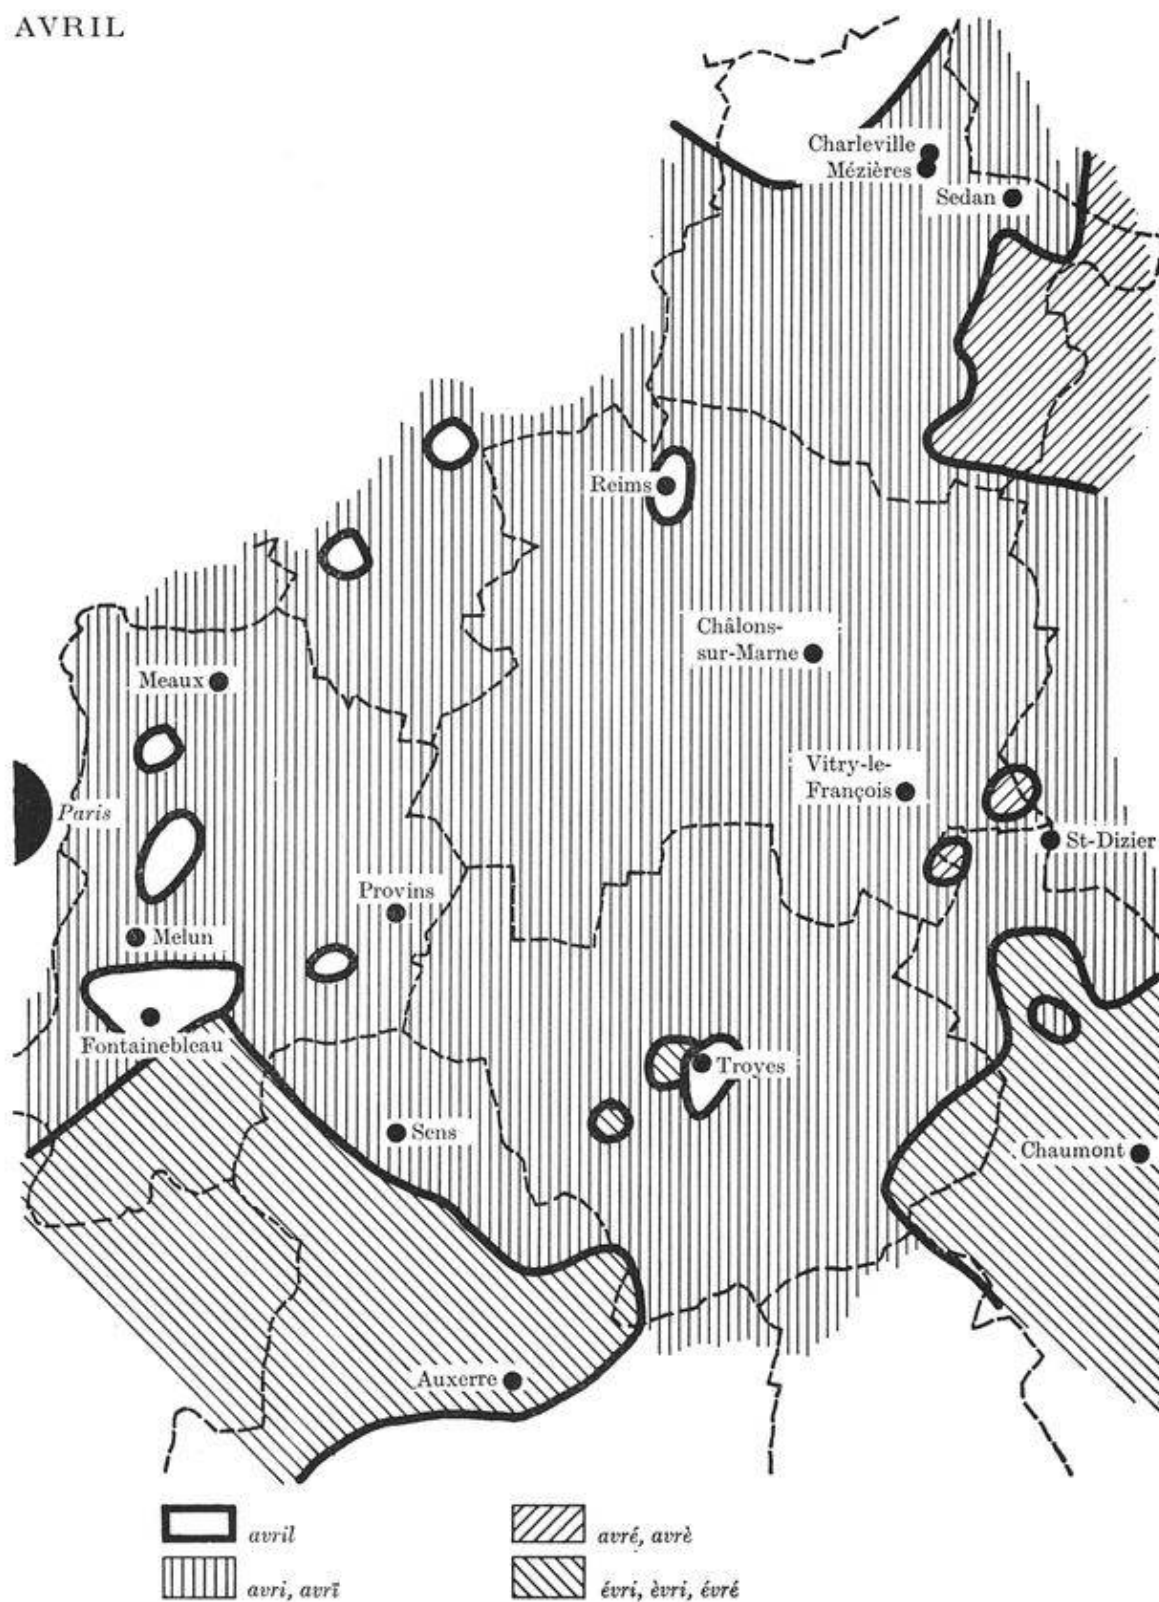 AVRIL
Charleville
Mézières
Sedan
Reims
Châlons-
sur-Marne
Meaux
Vitry-le-
François
Paris
St-Dizier
Provins
Melun
Fontainebleau
Troyes
Sens
Chaumont
Auxerre
avril
avré, avrè
avri, avrī
évri, èvri, évré